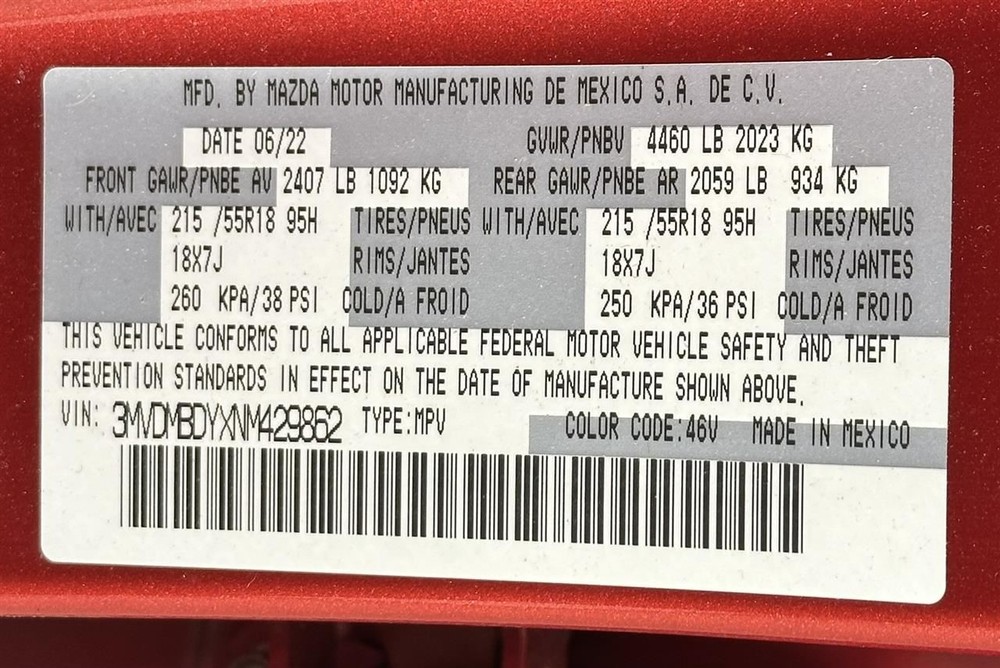 MFD. BY MAZDA MOTOR MANUFACTURING DE MEXICO S.A. DE C.V.
DATE 06/22 GVWR/PNBV 4460 LB 2023 KG
FRONT GAWR/PNBE AV 2407 LB 1092 KG REAR GAWR/PNBE AR 2059 LB 934 KG
WITH/AVEC 215 /55R18 95H TIRES/PNEUS WITH/AVEC 215 /55R18 95H TIRES/PNEUS
18X7J RIMS/JANTES 18X7J RIMS/JANTES
260 KPA/38 PSI COLD/A FROID 250 KPA/36 PSI COLD/A FROID
THIS VEHICLE CONFORMS TO ALL APPLICABLE FEDERAL MOTOR VEHICLE SAFETY AND THEFT
PREVENTION STANDARDS IN EFFECT ON THE DATE OF MANUFACTURE SHOWN ABOVE.
VIN: 3MVDMBDYXNM429862 TYPE:MPV COLOR CODE:46V MADE IN MEXICO